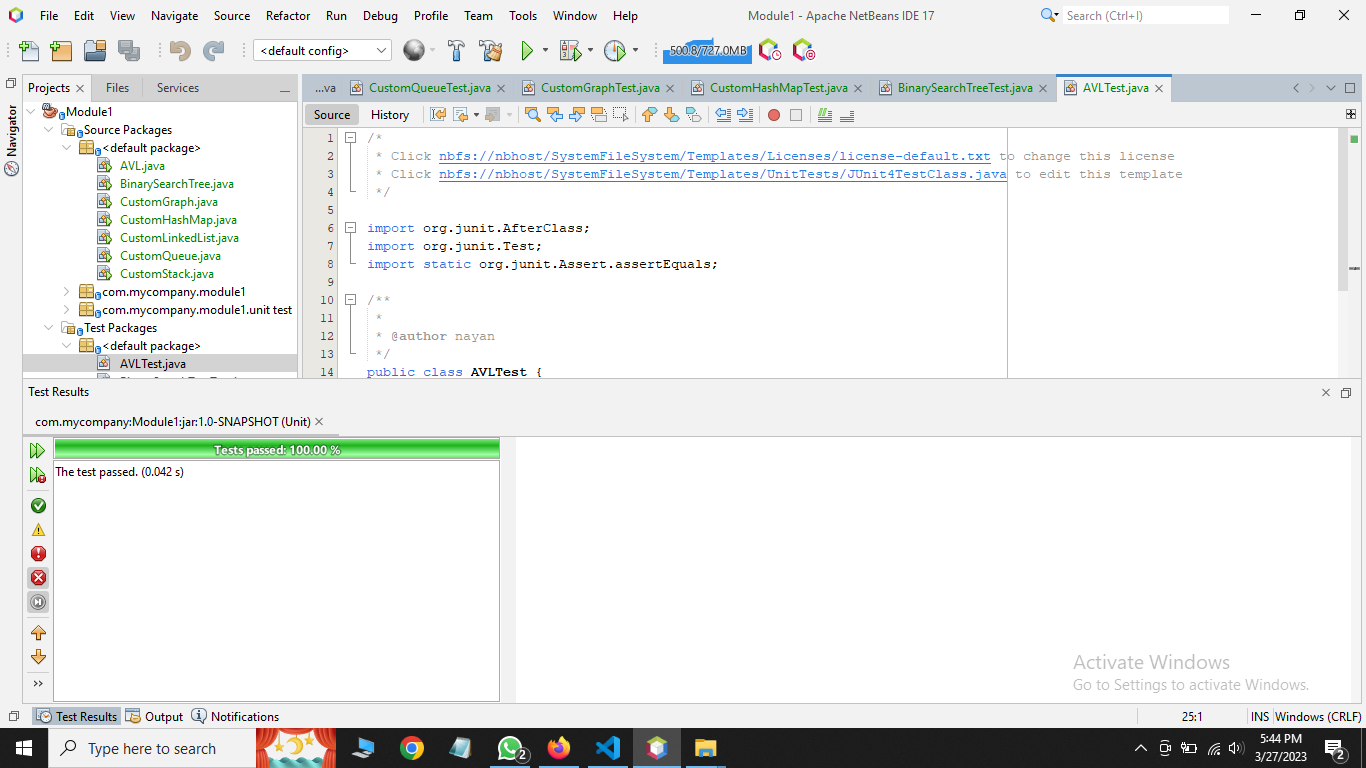 File Edit View Navigate Source Refactor Run Debug Profile Team Tools Window Help
Module1 - Apache NetBeans IDE 17
Search (Ctrl+I)
<default config>
500.8/727.0MB
Projects Files Services
Navigator
Module1
Source Packages
<default package>
AVL.java
BinarySearchTree.java
CustomGraph.java
CustomHashMap.java
CustomLinkedList.java
CustomQueue.java
CustomStack.java
com.mycompany.module1
com.mycompany.module1.unit test
Test Packages
<default package>
AVLTest.java
...va CustomQueueTest.java CustomGraphTest.java CustomHashMapTest.java BinarySearchTreeTest.java AVLTest.java
Source History
1 /*
2 * Click nbfs://nbhost/SystemFileSystem/Templates/Licenses/license-default.txt to change this license
3 * Click nbfs://nbhost/SystemFileSystem/Templates/UnitTests/JUnit4TestClass.java to edit this template
4 */
5
6 import org.junit.AfterClass;
7 import org.junit.Test;
8 import static org.junit.Assert.assertEquals;
9
10 /**
11 *
12 * @author nayan
13 */
14 public class AVLTest {
Test Results
com.mycompany:Module1:jar:1.0-SNAPSHOT (Unit)
Tests passed: 100.00 %
The test passed. (0.042 s)
Activate Windows
Go to Settings to activate Windows.
Test Results Output Notifications
25:1 INS Windows (CRLF)
Type here to search
2
5:44 PM
3/27/2023
2